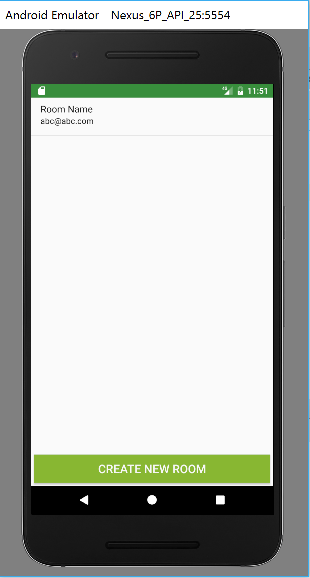 Android Emulator    Nexus_6P_API_25:5554
11:51
Room Name
abc@abc.com
CREATE NEW ROOM